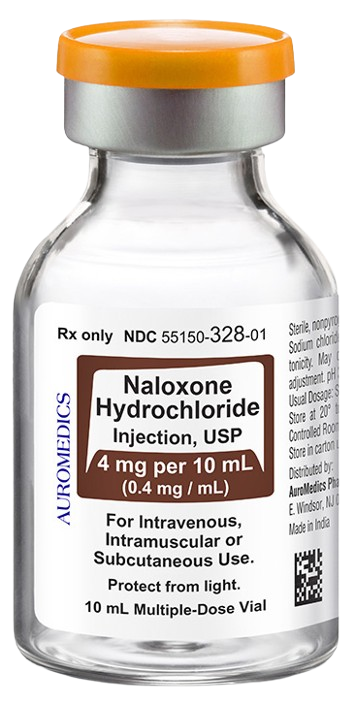 Rx only NDC 55150-328-01
AUROMEDICS
Naloxone
Hydrochloride
Injection, USP
4 mg per 10 mL
(0.4 mg / mL)
For Intravenous,
Intramuscular or
Subcutaneous Use.
Protect from light.
10 mL Multiple-Dose Vial
Sterile,
Sodium
tonicity. May
adjustment. pH
Usual Dosage:
Store at 20°
Controlled Room
Store in carton
Distributed by:
AuroMedics
E. Windsor, NJ
Made in India